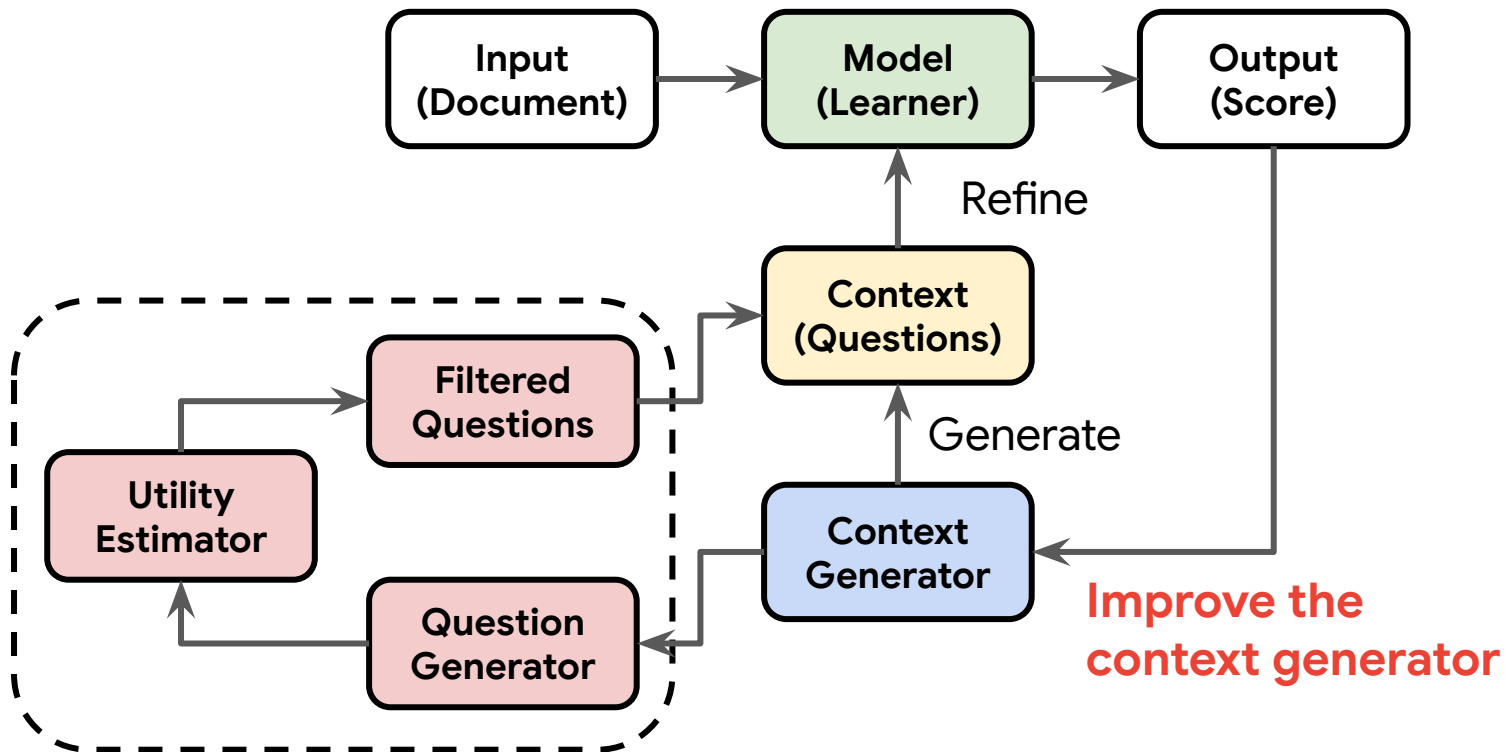 Input
(Document)
Model
(Learner)
Output
(Score)
Refine
Context
(Questions)
Filtered
Questions
Generate
Utility
Estimator
Context
Generator
Question
Generator
Improve the
context generator